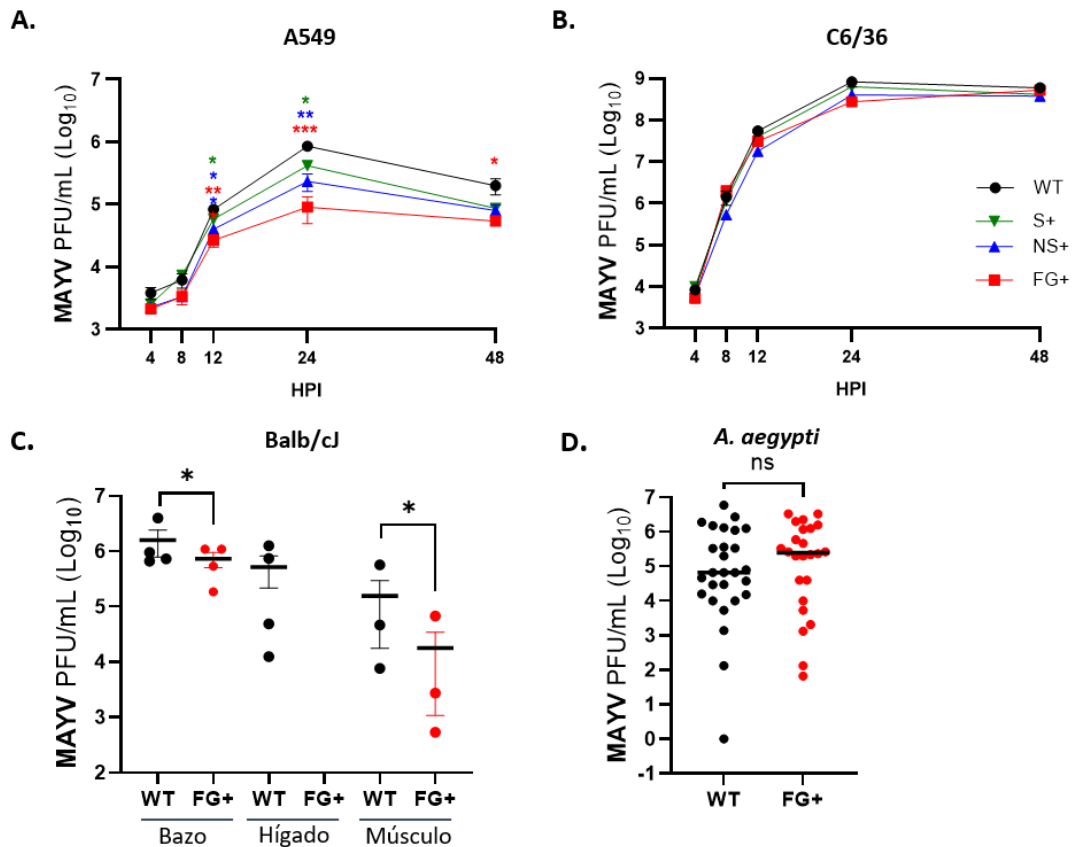 A.
A549
MAYV PFU/mL (Log10)
7
6
5
4
3
*
**
***
*
*
**
*
*
4 8 12 24 48
HPI
B.
C6/36
MAYV PFU/mL (Log10)
9
8
7
6
5
4
3
4 8 12 24 48
HPI
WT
S+
NS+
FG+
C.
Balb/cJ
MAYV PFU/mL (Log10)
7
6
5
4
3
2
*
*
WT FG+ WT FG+ WT FG+
Bazo Hígado Músculo
D.
A. aegypti
ns
MAYV PFU/mL (Log10)
7
6
5
4
3
2
1
0
-1
WT FG+